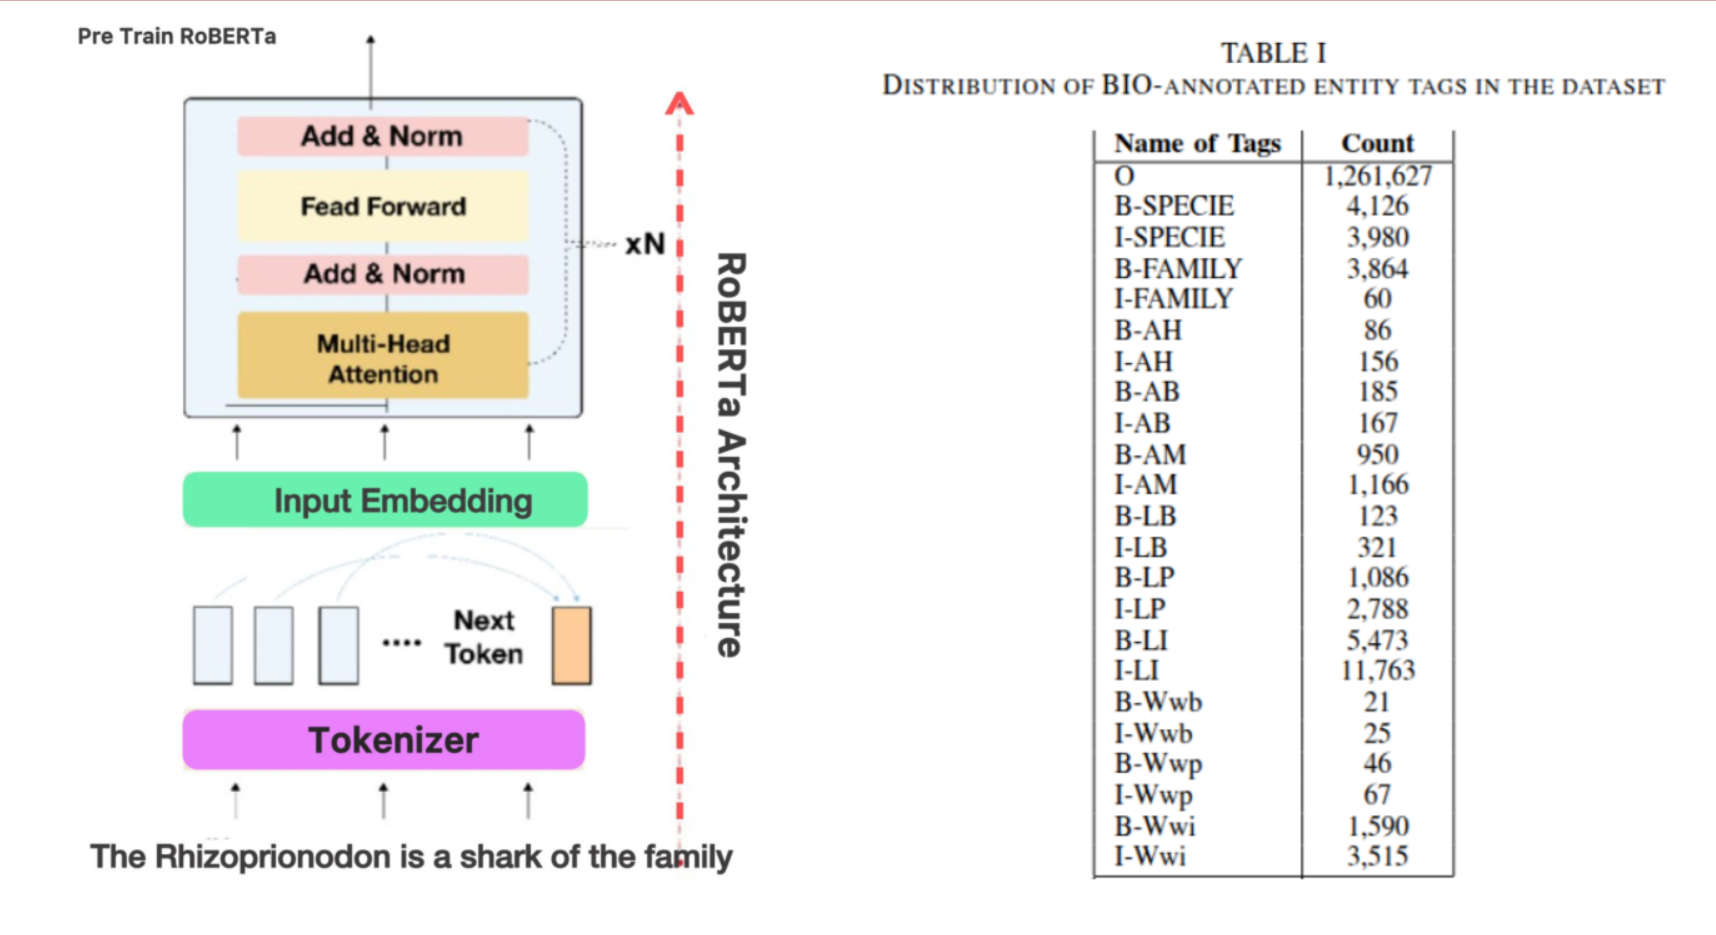 Pre Train RoBERTa
Add & Norm
Fead Forward
Add & Norm
Multi-Head
Attention
xN
RoBERTa Architecture
Input Embedding
.... Next
Token
Tokenizer
The Rhizoprionodon is a shark of the family
TABLE I
DISTRIBUTION OF BIO-ANNOTATED ENTITY TAGS IN THE DATASET
Name of Tags Count
O 1,261,627
B-SPECIE 4,126
I-SPECIE 3,980
B-FAMILY 3,864
I-FAMILY 60
B-AH 86
I-AH 156
B-AB 185
I-AB 167
B-AM 950
I-AM 1,166
B-LB 123
I-LB 321
B-LP 1,086
I-LP 2,788
B-LI 5,473
I-LI 11,763
B-Wwb 21
I-Wwb 25
B-Wwp 46
I-Wwp 67
B-Wwi 1,590
I-Wwi 3,515